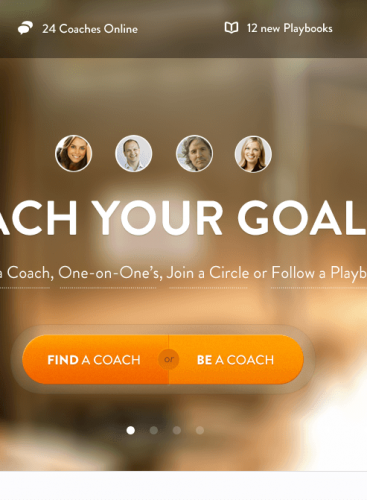 24 Coaches Online
12 new Playbooks
ACH YOUR GOAL
a Coach, One-on-One's, Join a Circle or Follow a Playb
FIND A COACH or BE A COACH